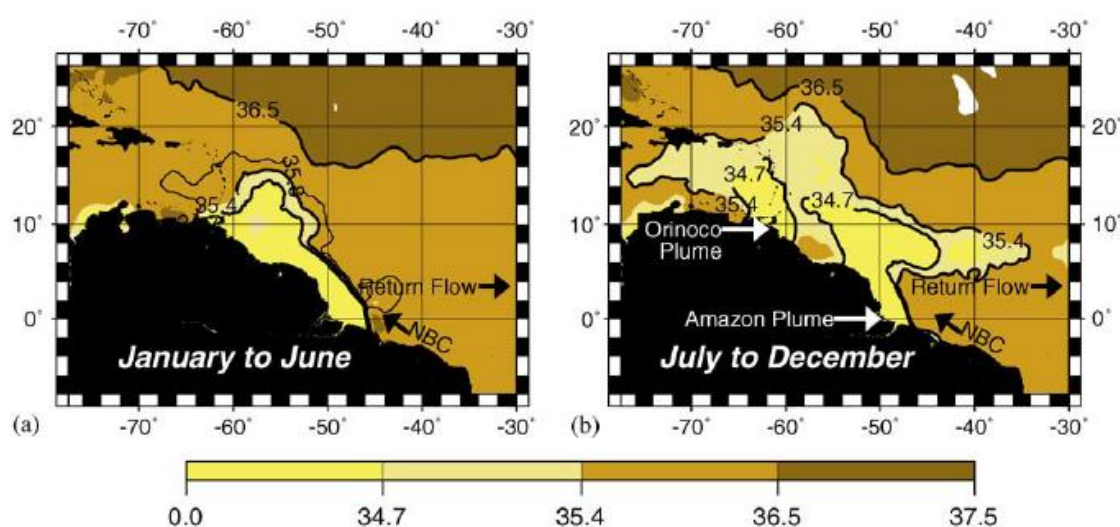 -70° -60° -50° -40° -30°
-70° -60° -50° -40° -30°
20°
10°
0°
36.5
35.4
Return Flow
NBC
January to June
(a)
-70° -60° -50° -40° -30°
36.5
35.4
34.7
34.7
35.4
35.4
Orinoco
Plume
Return Flow
Amazon Plume
NBC
July to December
20°
10°
0°
(b)
-70° -60° -50° -40° -30°
0.0 34.7 35.4 36.5 37.5